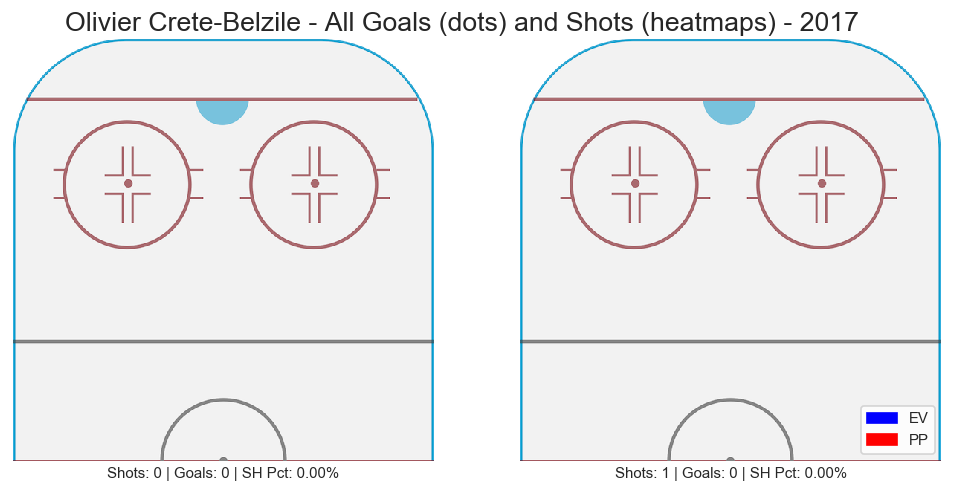 Olivier Crete-Belzile - All Goals (dots) and Shots (heatmaps) - 2017
EV
PP
Shots: 0 | Goals: 0 | SH Pct: 0.00%
Shots: 1 | Goals: 0 | SH Pct: 0.00%